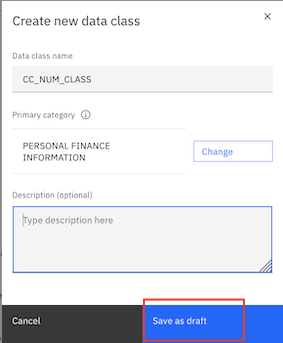 Create new data class
Data class name
CC_NUM_CLASS
Primary category
PERSONAL FINANCE
INFORMATION
Change
Description (optional)
Type description here
Cancel
Save as draft